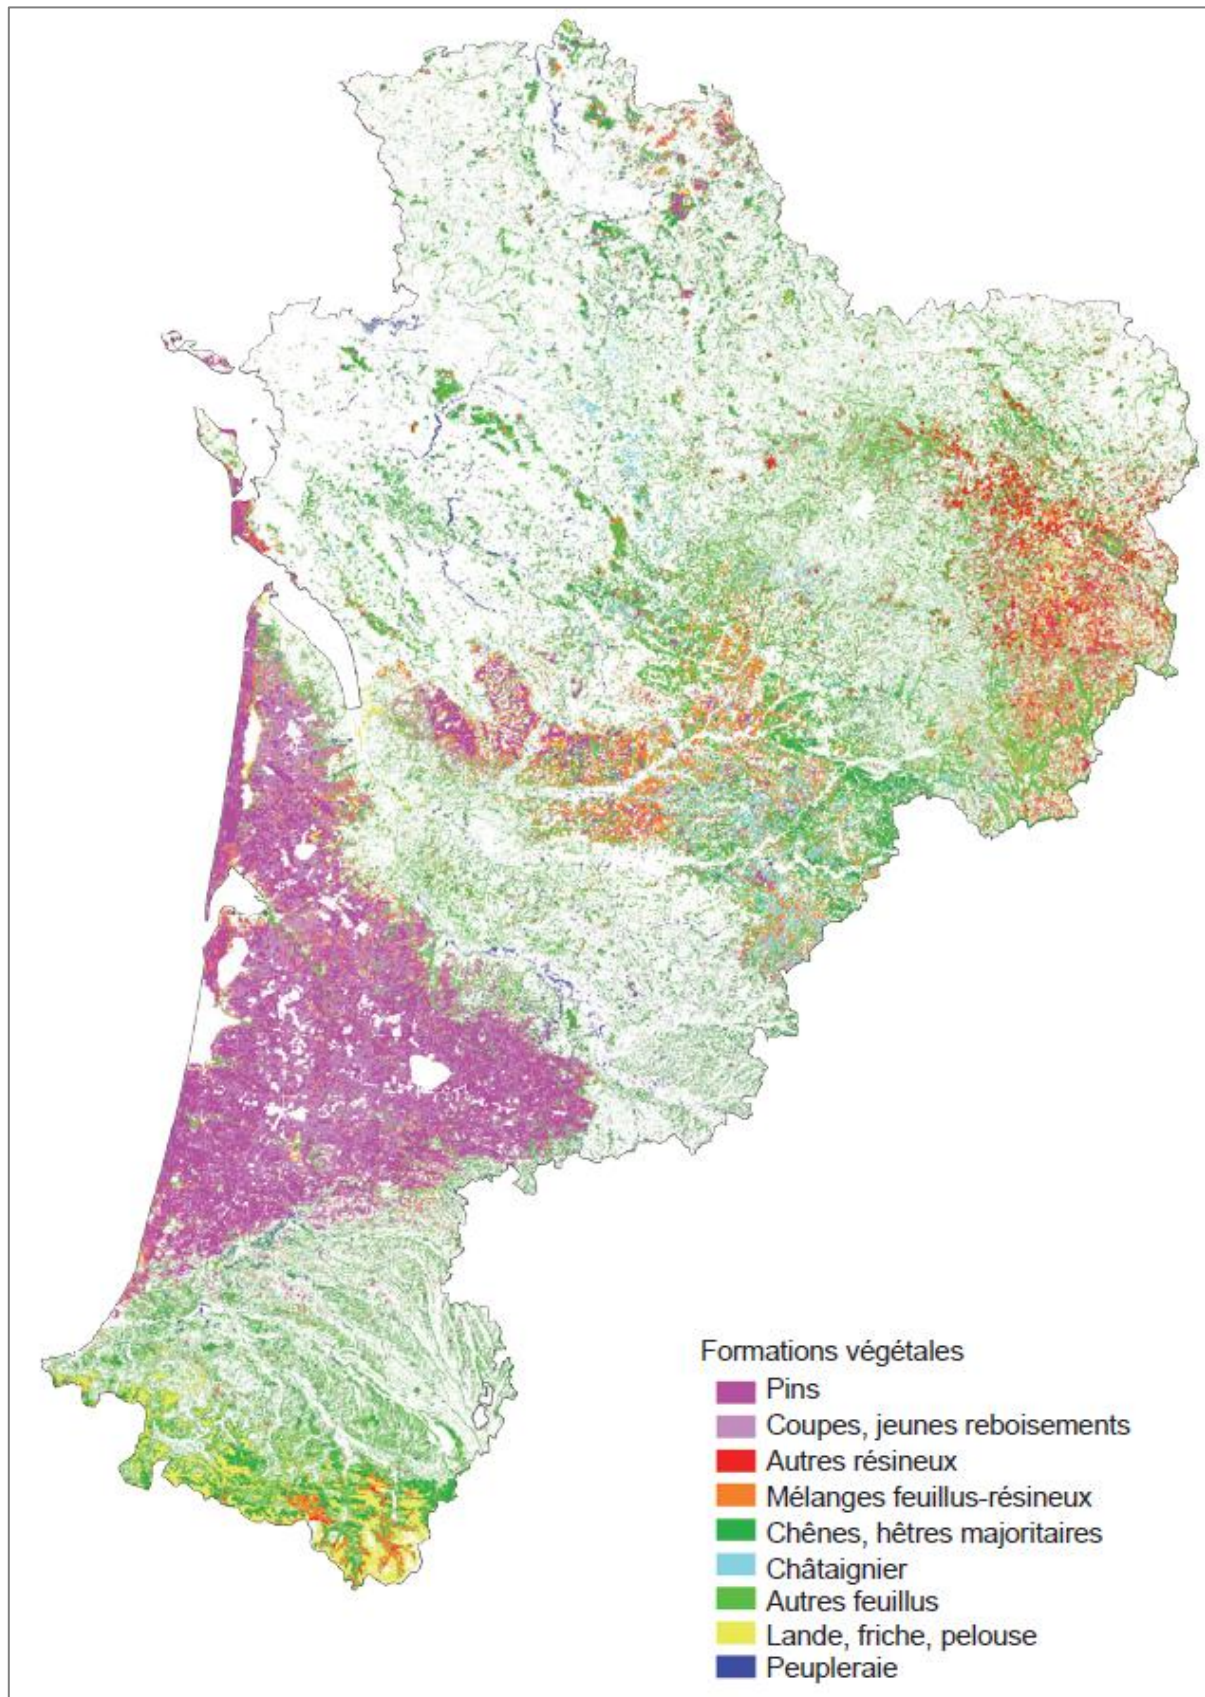 Formations végétales
Pins
Coupes, jeunes reboisements
Autres résineux
Mélanges feuillus-résineux
Chênes, hêtres majoritaires
Châtaignier
Autres feuillus
Lande, friche, pelouse
Peupleraie